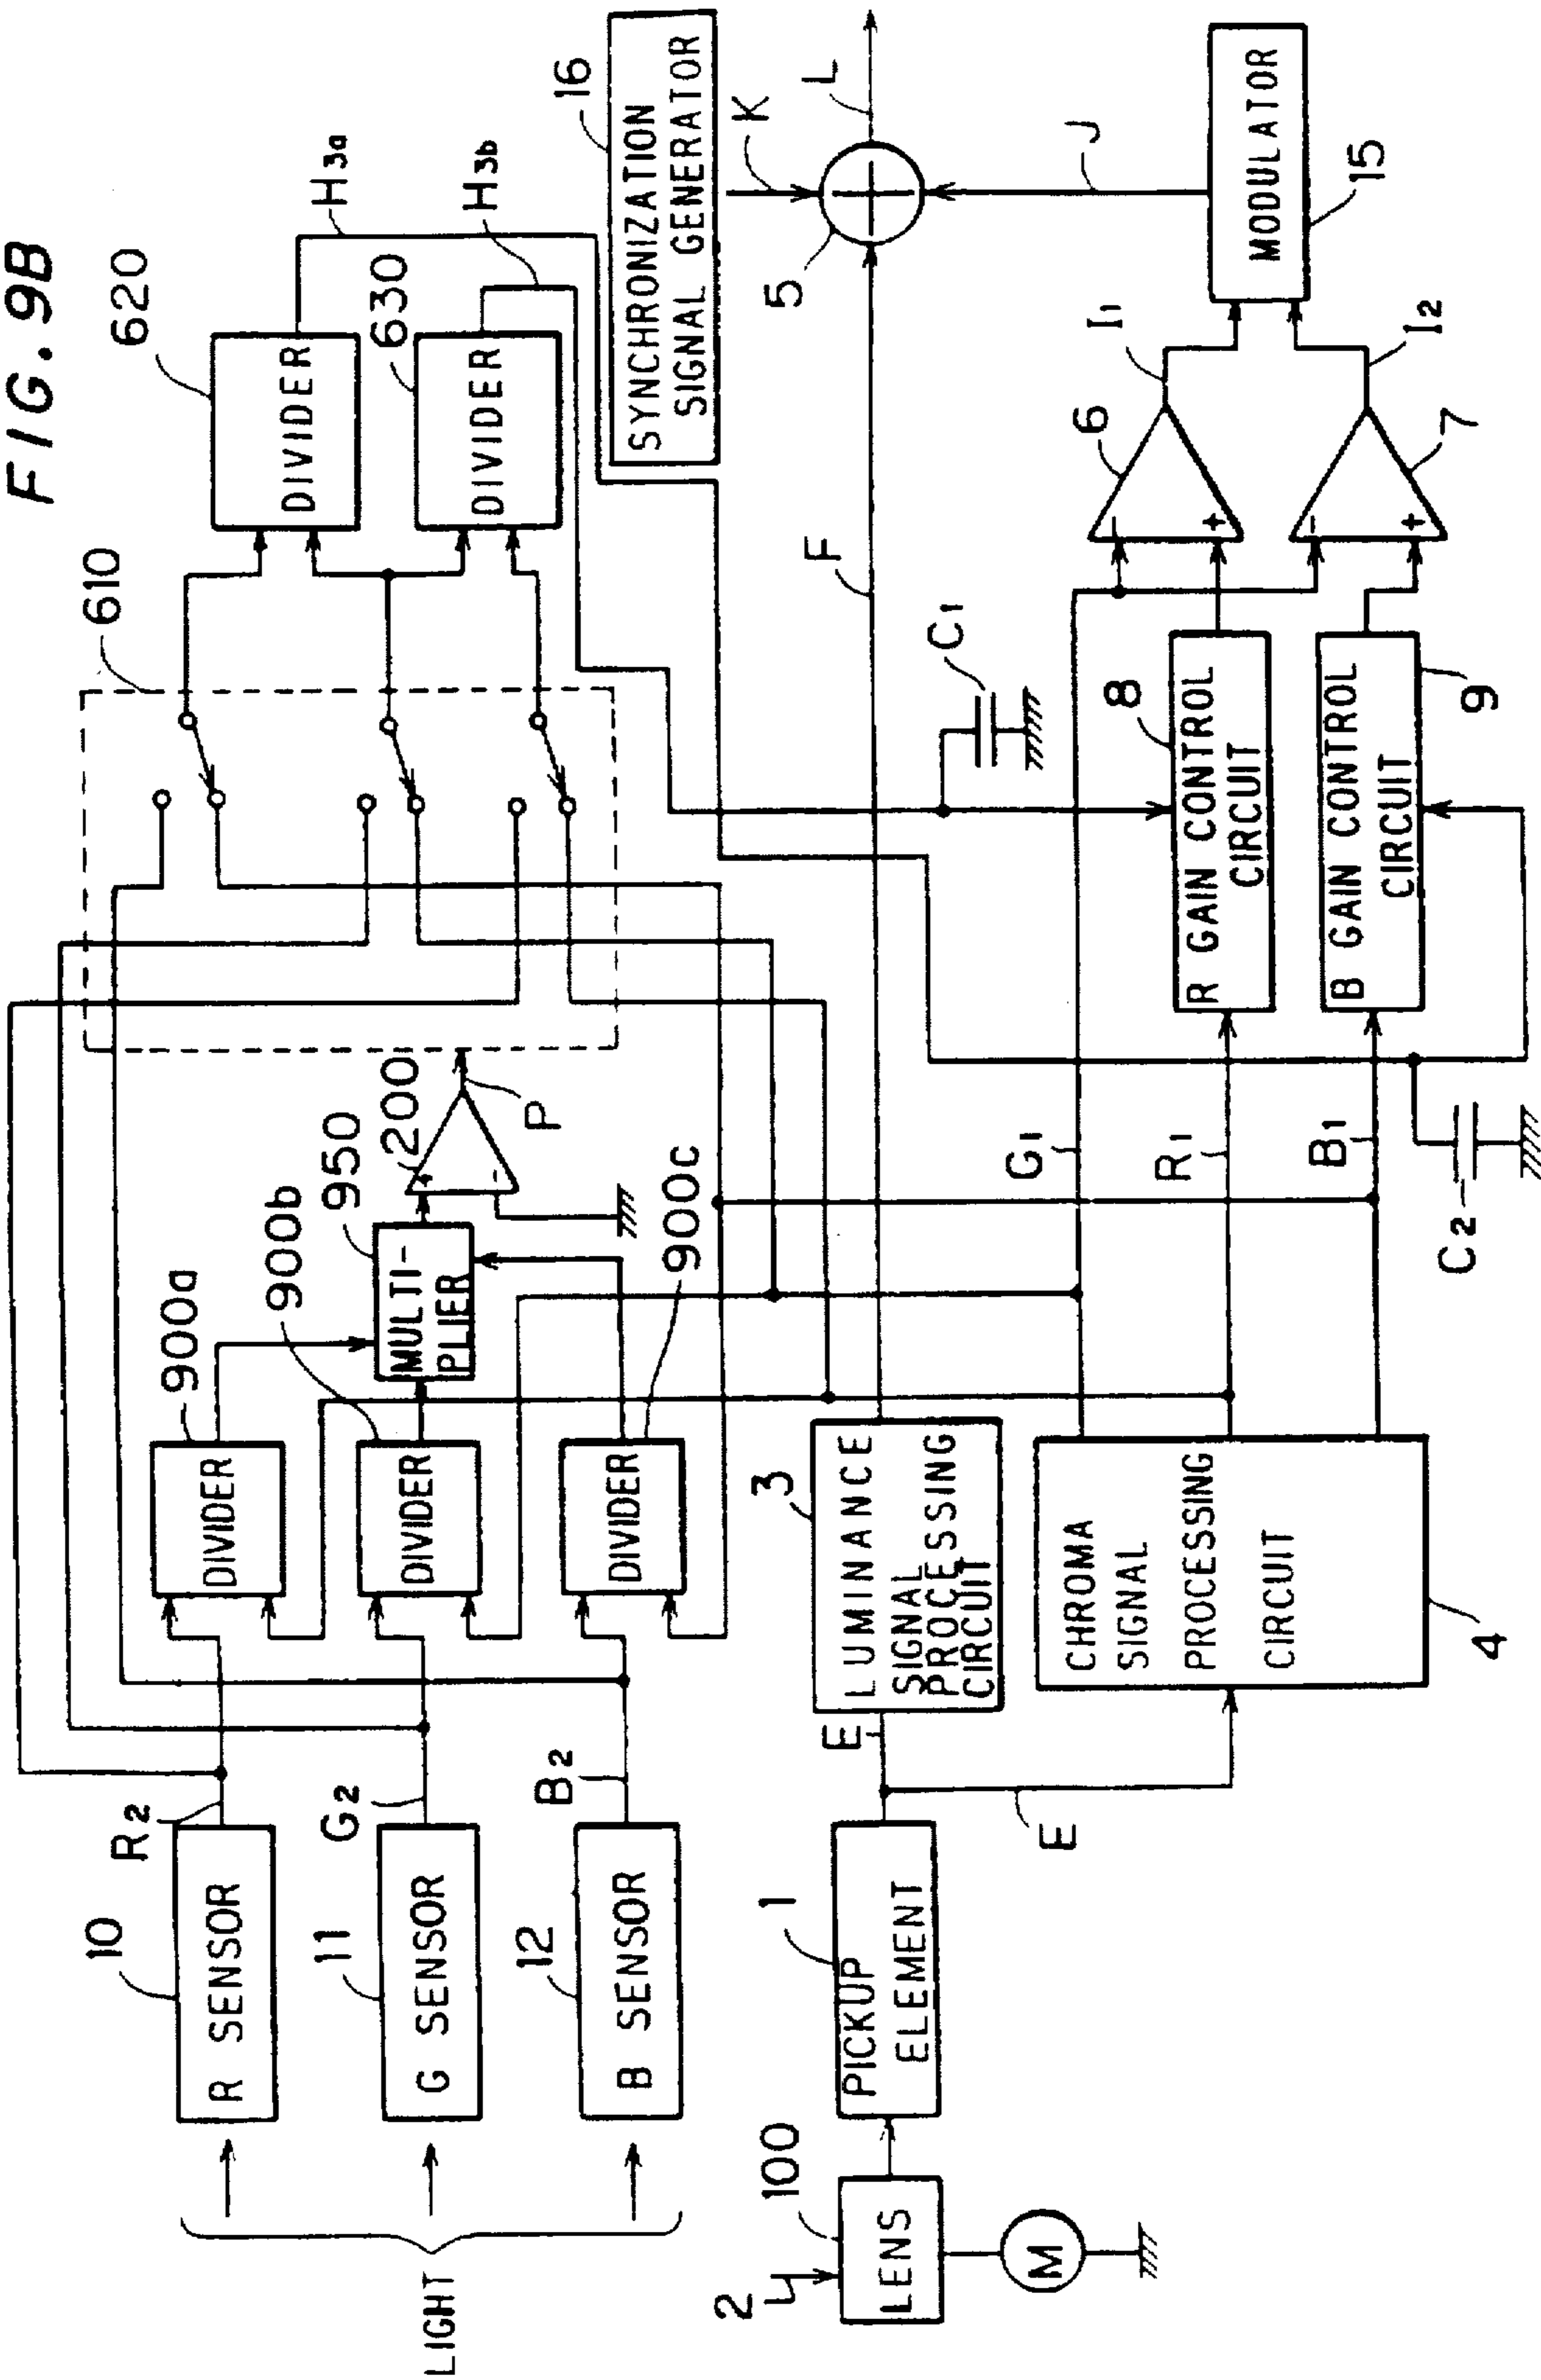 FIG. 9B
LIGHT
10
R SENSOR
R2
11
G SENSOR
G2
12
B SENSOR
B2
900a
DIVIDER
900b
DIVIDER
900c
DIVIDER
950
MULTI-
PLIER
200
+
-
P
610
620
DIVIDER
H3a
630
DIVIDER
H3b
16
SYNCHRONIZATION
SIGNAL GENERATOR
K
2
100
LENS
M
1
PICKUP
ELEMENT
E
E
3
LUMINANCE
SIGNAL
PROCESSING
CIRCUIT
F
5
L
J
4
CHROMA
SIGNAL
PROCESSING
CIRCUIT
G1
R1
B1
C1
C2
8
R GAIN CONTROL
CIRCUIT
9
B GAIN CONTROL
CIRCUIT
6
-
+
I1
7
-
+
I2
MODULATOR
15